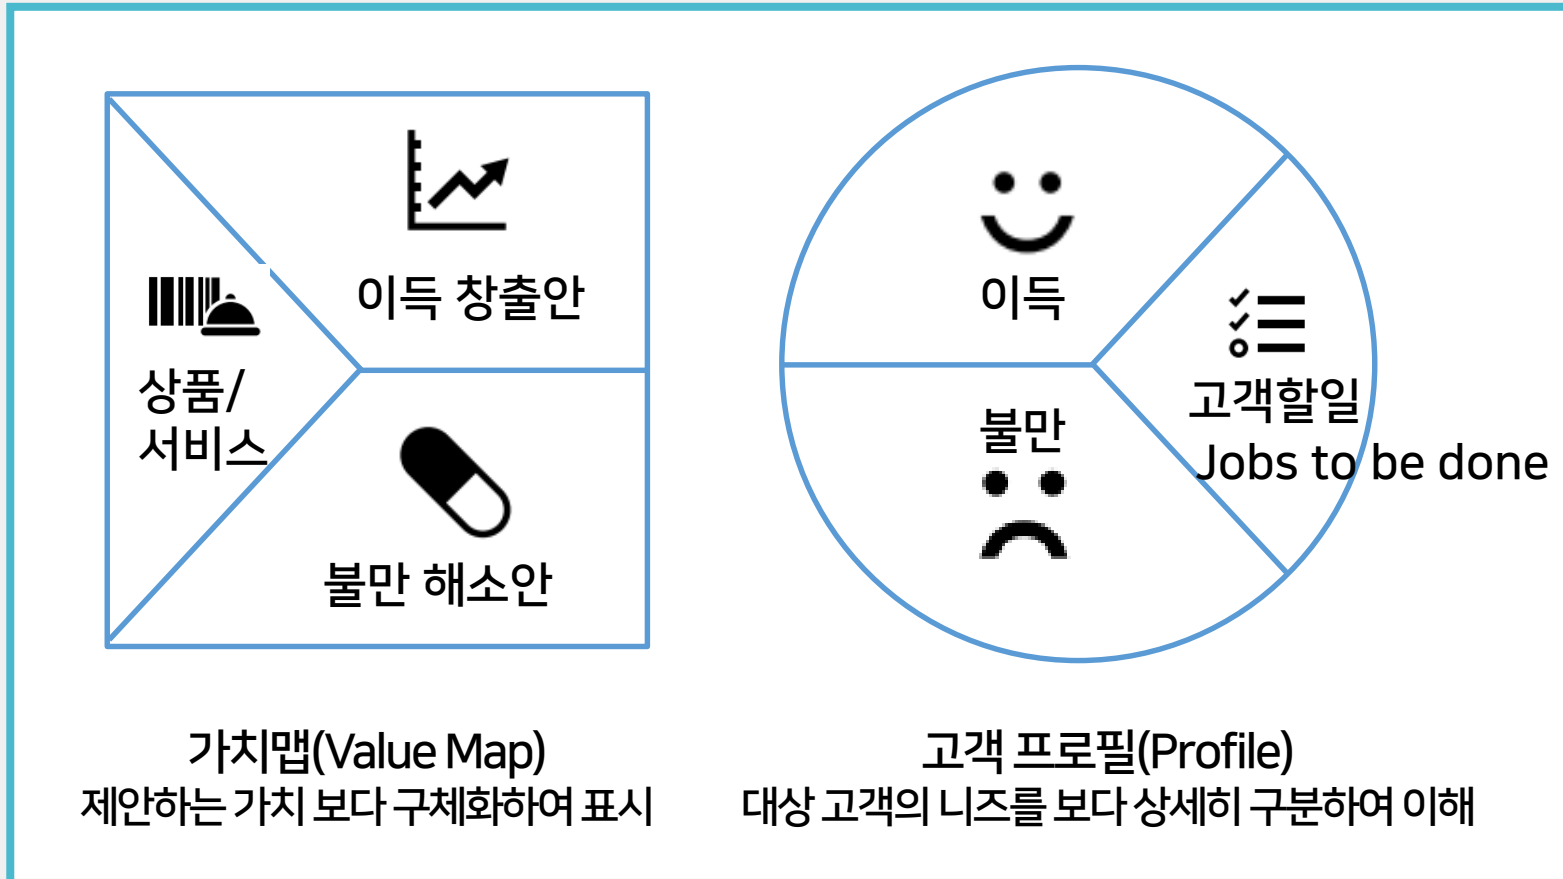 이득 창출안
상품/
서비스
불만 해소안
이득
불만
고객할일
Jobs to be done
가치맵(Value Map)
제안하는 가치 보다 구체화하여 표시
고객 프로필(Profile)
대상 고객의 니즈를 보다 상세히 구분하여 이해